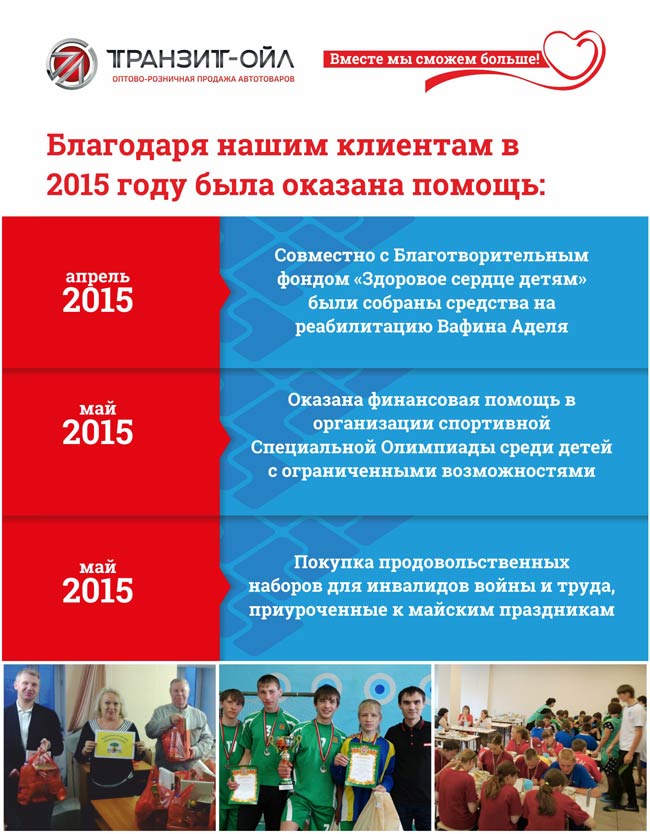 ТРАНЗИТ-ОЙЛ
ОПТОВО-РОЗНИЧНАЯ ПРОДАЖА АВТОТОВАРОВ
Вместе мы сможем больше!
Благодаря нашим клиентам в
2015 году была оказана помощь:
апрель
2015
Совместно с Благотворительным
фондом «Здоровое сердце детям»
были собраны средства на
реабилитацию Вафина Аделя
май
2015
Оказана финансовая помощь в
организации спортивной
Специальной Олимпиады среди детей
с ограниченными возможностями
май
2015
Покупка продовольственных
наборов для инвалидов войны и труда,
приуроченные к майским праздникам